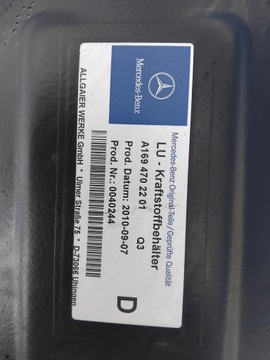 Mercedes-Benz
Mercedes-Benz Original-Teile/Geprüfte Qualität
LU - Kraftstoffbehälter
A169 470 22 01 Q3
Prod. Datum: 2010-09-07
Prod. Nr.: 0040244
D
ALLGAIER WERKE GmbH · Ulmer Straße 75 · D-73066 Uhingen